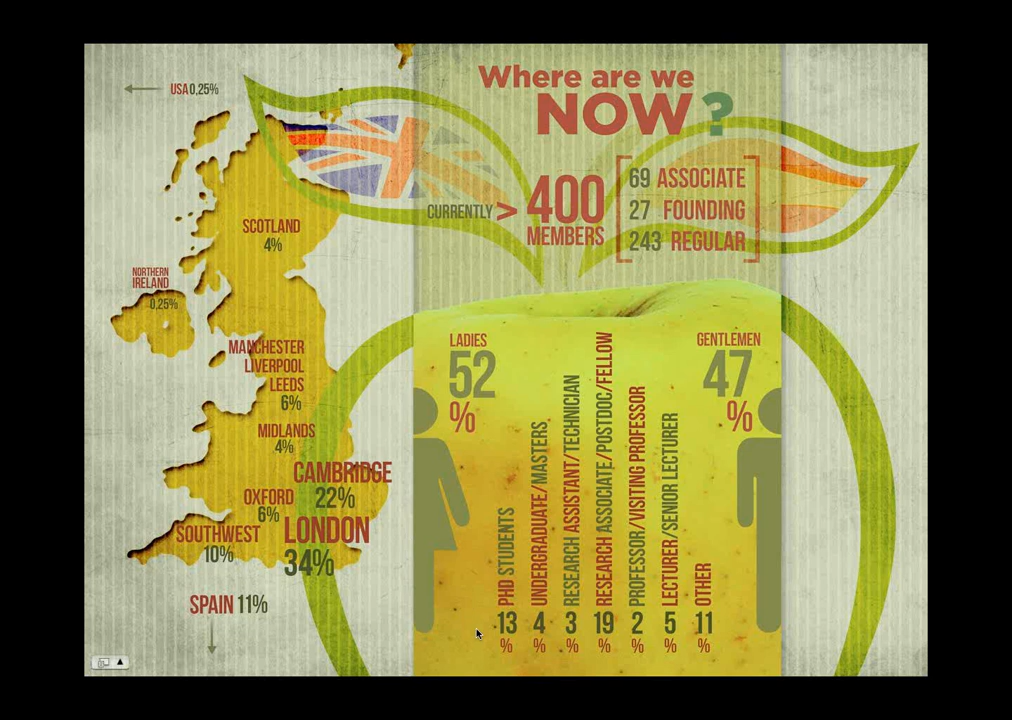 Where are we
NOW?
USA 0,25%
CURRENTLY > 400
MEMBERS
69 ASSOCIATE
27 FOUNDING
243 REGULAR
SCOTLAND
4%
NORTHERN
IRELAND
0,25%
MANCHESTER
LIVERPOOL
LEEDS
6%
MIDLANDS
4%
CAMBRIDGE
22%
OXFORD
6%
SOUTHWEST
10%
LONDON
34%
SPAIN 11%
LADIES
52
%
GENTLEMEN
47
%
PHD STUDENTS
13
%
UNDERGRADUATE/MASTERS
4
%
RESEARCH ASSISTANT/TECHNICIAN
3
%
RESEARCH ASSOCIATE/POSTDOC/FELLOW
19
%
PROFESSOR/VISITING PROFESSOR
2
%
LECTURER/SENIOR LECTURER
5
%
OTHER
11
%